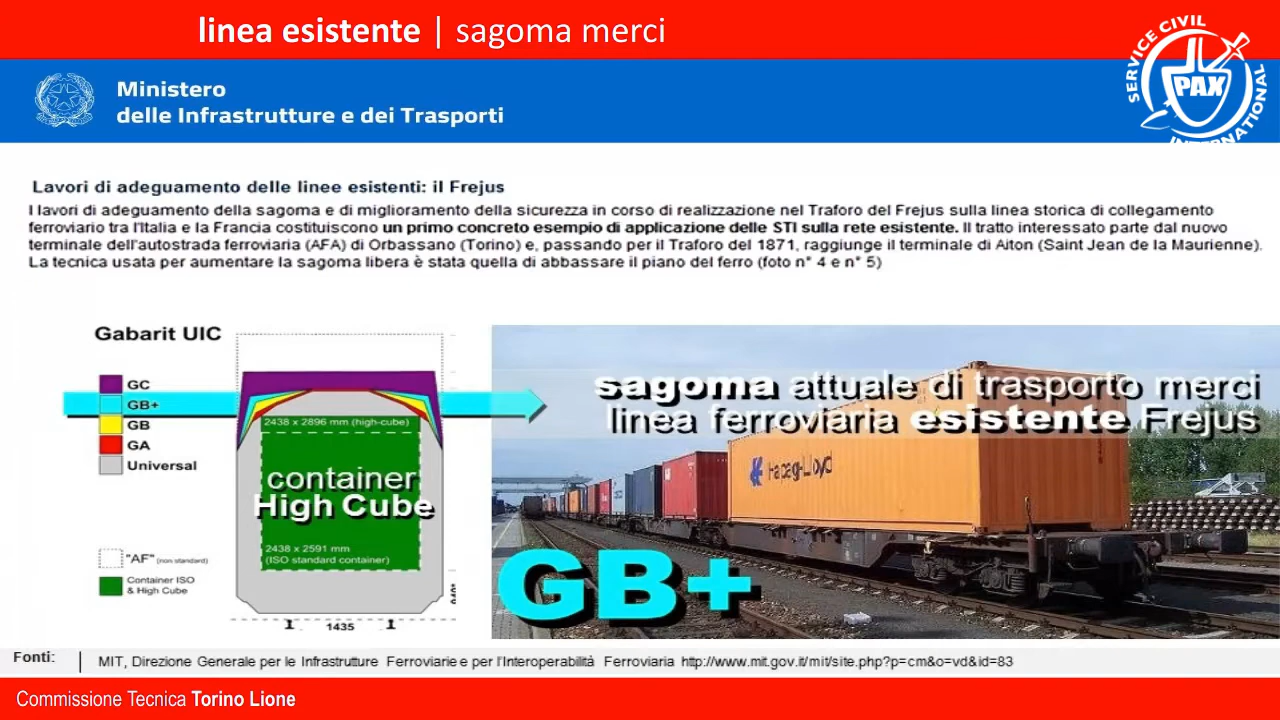 linea esistente | sagoma merci
SERVICE CIVIL
INTERNATIONAL
PAX
Ministero
delle Infrastrutture e dei Trasporti
Lavori di adeguamento delle linee esistenti: il Frejus
I lavori di adeguamento della sagoma e di miglioramento della sicurezza in corso di realizzazione nel Traforo del Frejus sulla linea storica di collegamento
ferroviario tra l'Italia e la Francia costituiscono un primo concreto esempio di applicazione delle STI sulla rete esistente. Il tratto interessato parte dal nuovo
terminale dell'autostrada ferroviaria (AFA) di Orbassano (Torino) e, passando per il Traforo del 1871, raggiunge il terminale di Aiton (Saint Jean de la Maurienne).
La tecnica usata per aumentare la sagoma libera è stata quella di abbassare il piano del ferro (foto n° 4 e n° 5)
Gabarit UIC
GC
GB+
GB
GA
Universal
"AF" (non standard)
Container ISO
& High Cube
2438 x 2896 mm (high-cube)
container
High Cube
2438 x 2591 mm
(ISO standard container)
1435
sagoma attuale di trasporto merci
linea ferroviaria esistente Frejus
Hapag-Lloyd
GB+
Fonti:
MIT, Direzione Generale per le Infrastrutture Ferroviarie e per l'Interoperabilità Ferroviaria http://www.mit.gov.it/mit/site.php?p=cm&o=vd&id=83
Commissione Tecnica Torino Lione